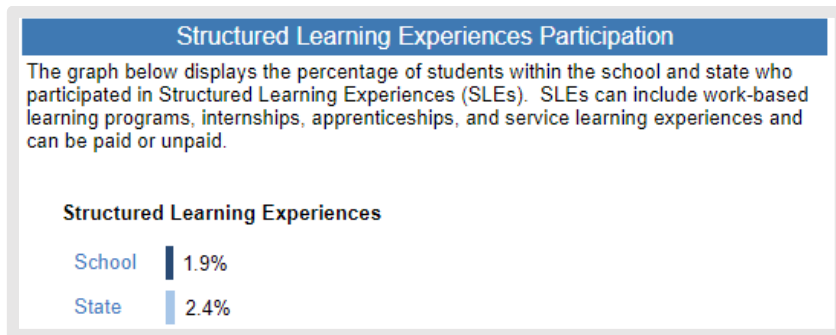 Structured Learning Experiences Participation
The graph below displays the percentage of students within the school and state who
participated in Structured Learning Experiences (SLEs).  SLEs can include work-based
learning programs, internships, apprenticeships, and service learning experiences and
can be paid or unpaid.
Structured Learning Experiences
School 1.9%
State 2.4%